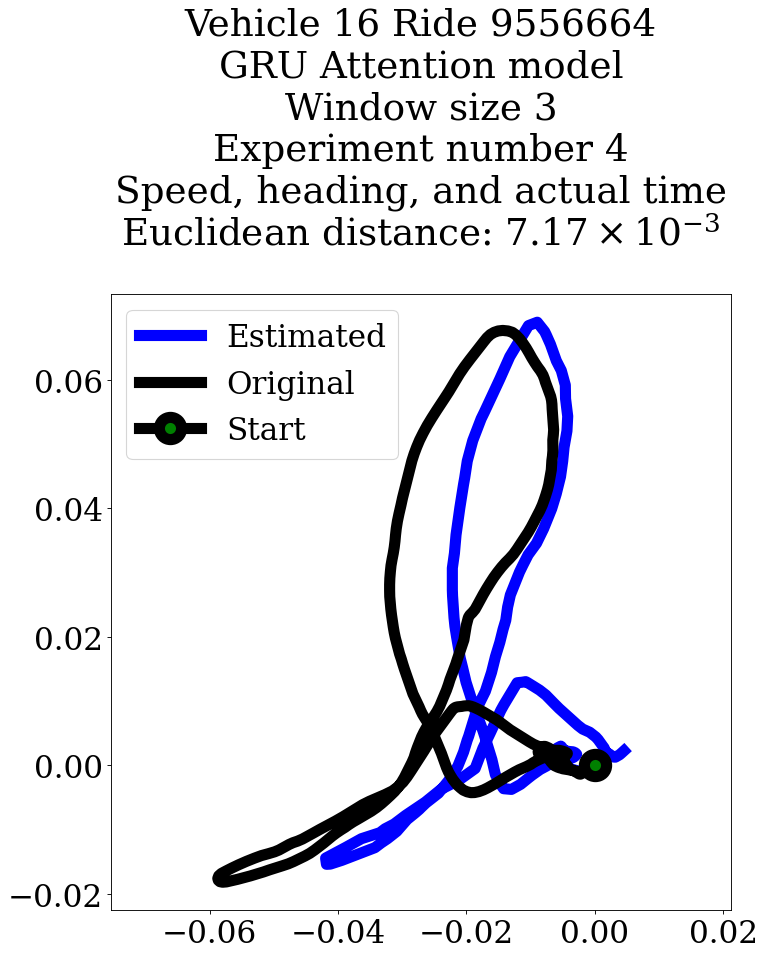 Vehicle 16 Ride 9556664
GRU Attention model
Window size 3
Experiment number 4
Speed, heading, and actual time
Euclidean distance: 7.17 × 10⁻³
Estimated
Original
Start
0.06
0.04
0.02
0.00
−0.02
−0.06 −0.04 −0.02 0.00 0.02